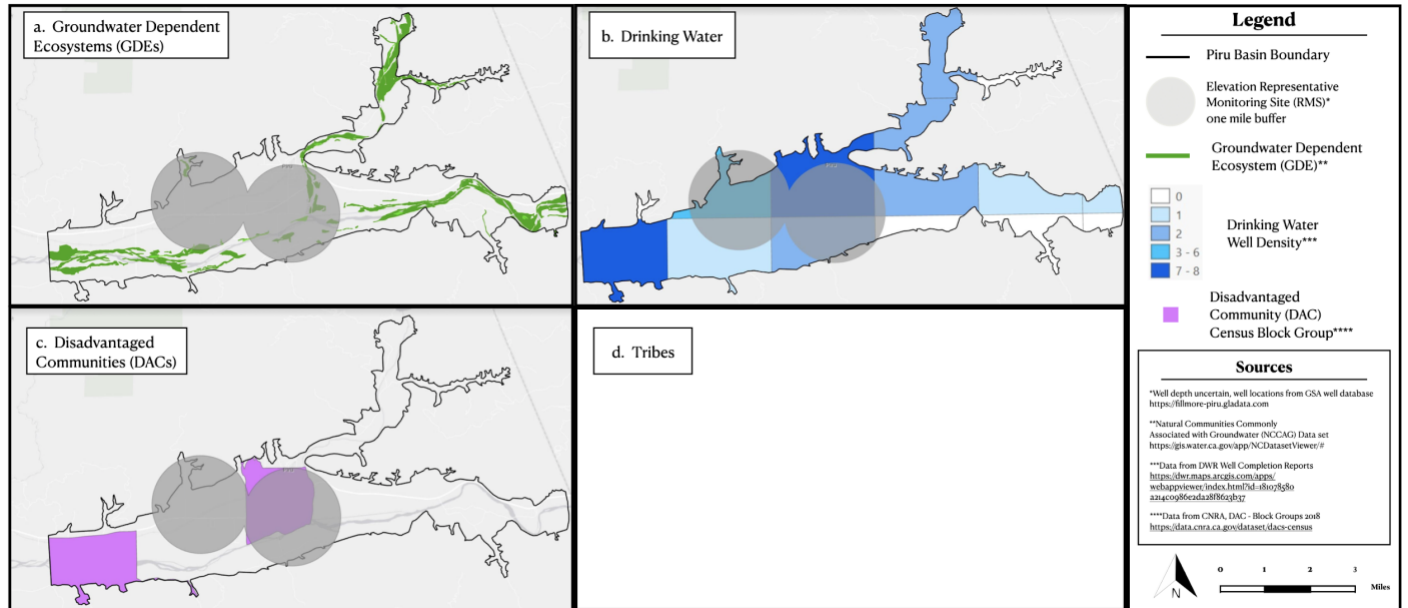 a. Groundwater Dependent
Ecosystems (GDEs)
b. Drinking Water
c. Disadvantaged
Communities (DACs)
d. Tribes
Legend
Piru Basin Boundary
Elevation Representative
Monitoring Site (RMS)*
one mile buffer
Groundwater Dependent
Ecosystem (GDE)**
0
1
2
3 - 6
7 - 8
Drinking Water
Well Density***
Disadvantaged
Community (DAC)
Census Block Group****
Sources
*Well depth uncertain, well locations from GSA well database
https://fillmore-piru.gladata.com
**Natural Communities Commonly
Associated with Groundwater (NCCAG) Data set
https://gis.water.ca.gov/app/NCDatasetViewer/#
***Data from DWR Well Completion Reports
https://dwr.maps.arcgis.com/apps/
webappviewer/index.html?id=181078580
a214c0986e2da28f8623b37
****Data from CNRA, DAC - Block Groups 2018
https://data.cnra.ca.gov/dataset/dacs-census
N
0 1 2 3
Miles